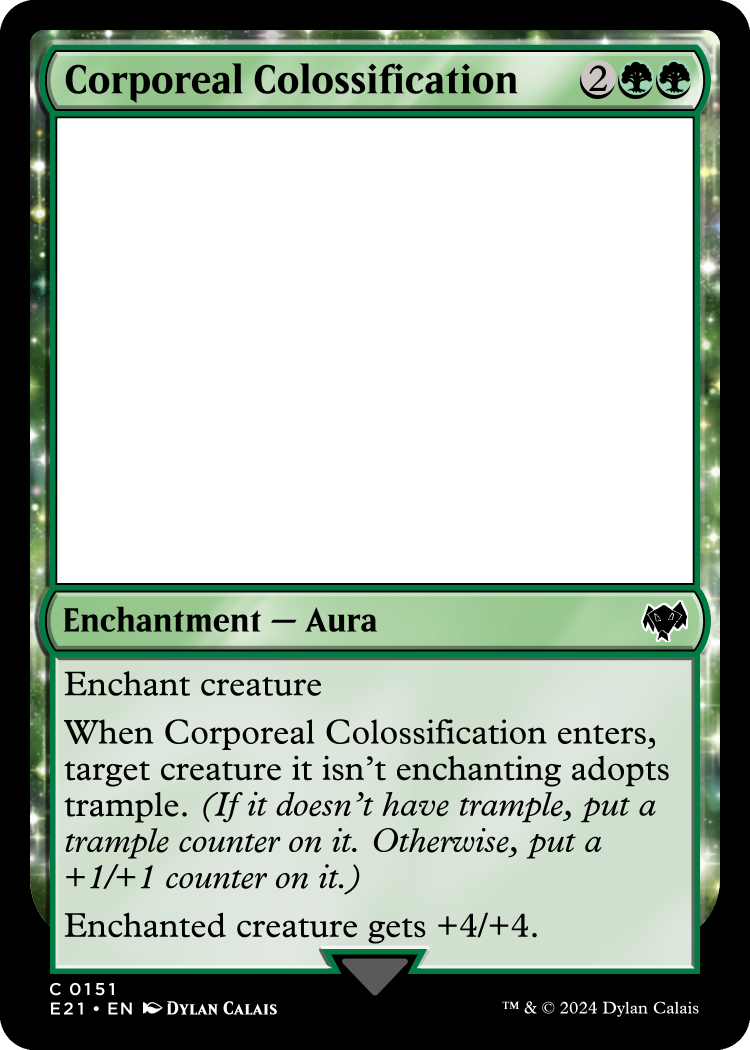 Corporeal Colossification 2
Enchantment — Aura
Enchant creature
When Corporeal Colossification enters,
target creature it isn't enchanting adopts
trample. (If it doesn't have trample, put a
trample counter on it. Otherwise, put a
+1/+1 counter on it.)
Enchanted creature gets +4/+4.
C 0151
E21 • EN Dylan Calais
™ & © 2024 Dylan Calais